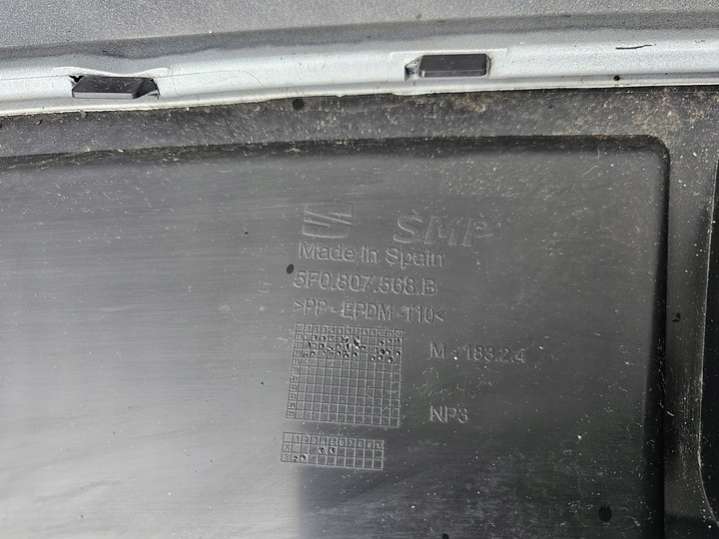 SMP
Made in Spain
5F0.807.568.B
>PP-EPDM-T10<
M-183.2.4
NP3